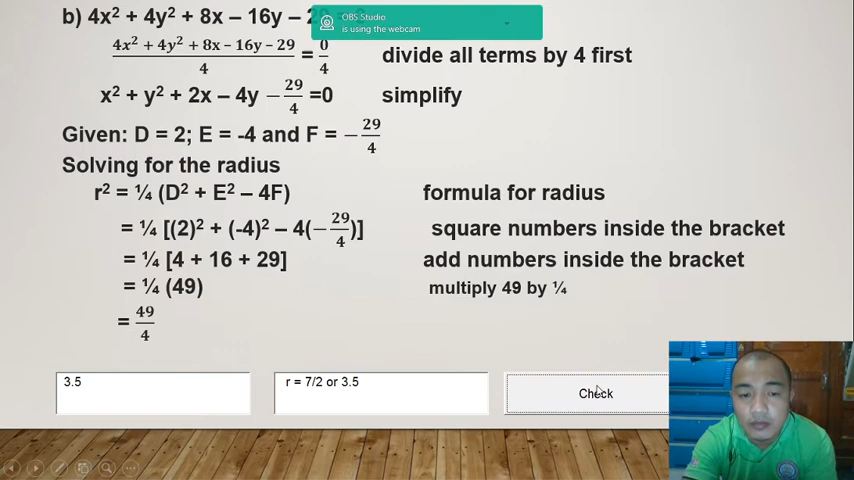 b) 4x² + 4y² + 8x – 16y – 29
OBS Studio
is using the webcam
4x² + 4y² + 8x – 16y – 29 / 4 = 0/4 divide all terms by 4 first
x² + y² + 2x – 4y – 29/4 =0 simplify
Given: D = 2; E = -4 and F = – 29/4
Solving for the radius
r² = ¼ (D² + E² – 4F) formula for radius
= ¼ [(2)² + (-4)² – 4(– 29/4)] square numbers inside the bracket
= ¼ [4 + 16 + 29] add numbers inside the bracket
= ¼ (49) multiply 49 by ¼
= 49/4
3.5 r = 7/2 or 3.5 Check